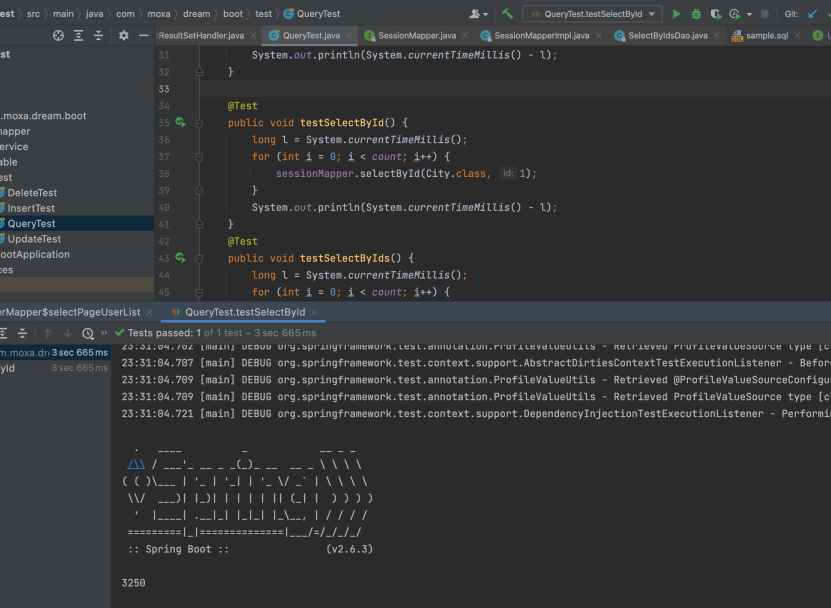 est src main java com moxa dream boot test QueryTest QueryTest.testSelectById Git:
ResultSetHandler.java QueryTest.java SessionMapper.java SessionMapperImpl.java SelectByIdsDao.java sample.sql
st
.moxa.dream.boot
mapper
ervice
able
est
DeleteTest
InsertTest
QueryTest
UpdateTest
ootApplication
ces
31 System.out.println(System.currentTimeMillis() - l);
32 }
33
34 @Test
35 public void testSelectById() {
36 long l = System.currentTimeMillis();
37 for (int i = 0; i < count; i++) {
38 sessionMapper.selectById(City.class, id: 1);
39 }
40 System.out.println(System.currentTimeMillis() - l);
41 }
42 @Test
43 public void testSelectByIds() {
44 long l = System.currentTimeMillis();
45 for (int i = 0; i < count; i++) {
erMapper$selectPageUserList QueryTest.testSelectById
» Tests passed: 1 of 1 test – 3 sec 665 ms
m.moxa.dr 3 sec 665 ms
yId 3 sec 665 ms
23:31:04.702 [main] DEBUG org.springframework.test.annotation.ProfileValueUtils - Retrieved ProfileValueSource type [c
23:31:04.707 [main] DEBUG org.springframework.test.context.support.AbstractDirtiesContextTestExecutionListener - Befor
23:31:04.709 [main] DEBUG org.springframework.test.annotation.ProfileValueUtils - Retrieved @ProfileValueSourceConfigu
23:31:04.709 [main] DEBUG org.springframework.test.annotation.ProfileValueUtils - Retrieved ProfileValueSource type [c
23:31:04.721 [main] DEBUG org.springframework.test.context.support.DependencyInjectionTestExecutionListener - Performi
  .   ____          _            __ _ _
 /\\ / ___'_ __ _ _(_)_ __  __ _ \ \ \ \
( ( )\___ | '_ | '_| | '_ \/ _` | \ \ \ \
 \\/  ___)| |_)| | | | | || (_| |  ) ) ) )
  '  |____| .__|_| |_|_| |_\__, | / / / /
 =========|_|==============|___/=/_/_/_/
 :: Spring Boot ::                (v2.6.3)
3250